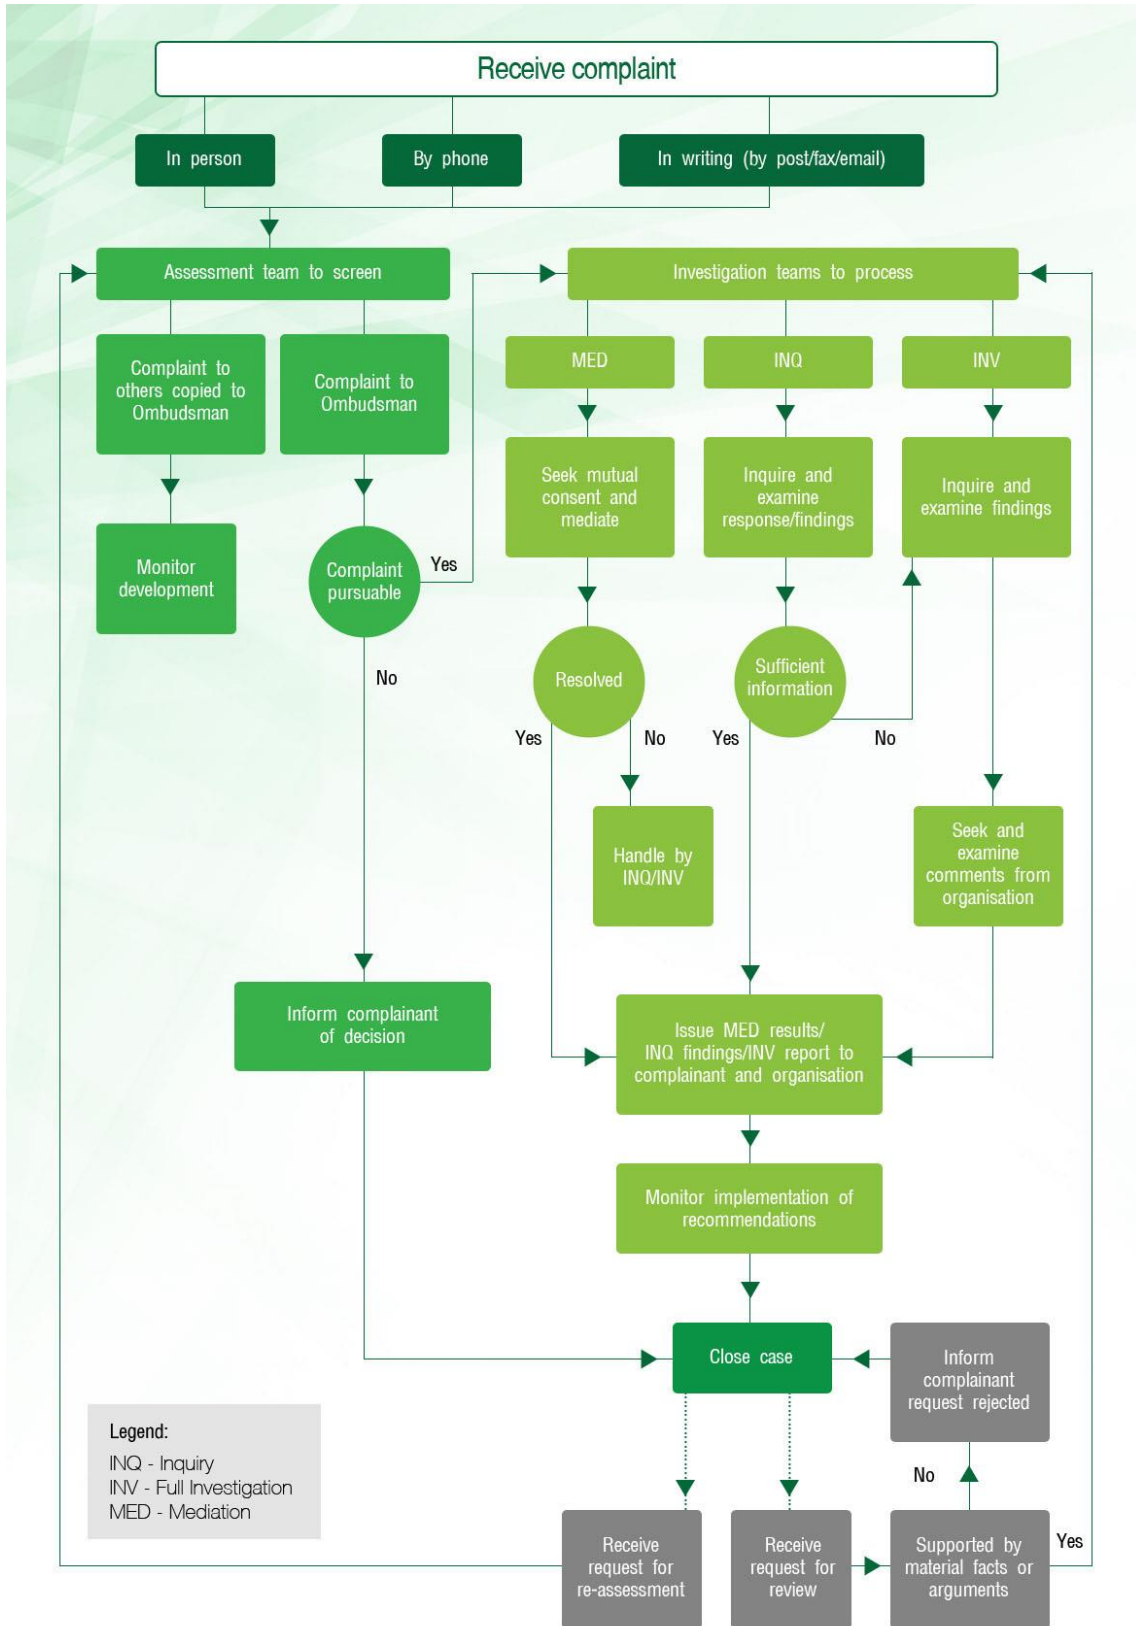 Receive complaint
In person
By phone
In writing (by post/fax/email)
Assessment team to screen
Investigation teams to process
Complaint to
others copied to
Ombudsman
Complaint to
Ombudsman
MED
INQ
INV
Seek mutual
consent and
mediate
Inquire and
examine
response/findings
Inquire and
examine findings
Monitor
development
Complaint
pursuable
Yes
No
Resolved
Sufficient
information
Yes
No
Yes
No
Handle by
INQ/INV
Seek and
examine
comments from
organisation
Inform complainant
of decision
Issue MED results/
INQ findings/INV report to
complainant and organisation
Monitor implementation of
recommendations
Close case
Inform
complainant
request rejected
No
Legend:
INQ - Inquiry
INV - Full Investigation
MED - Mediation
Receive
request for
re-assessment
Receive
request for
review
Supported by
material facts or
arguments
Yes